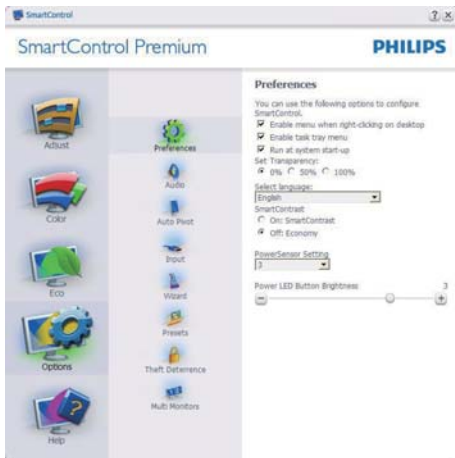 SmartControl
SmartControl Premium
PHILIPS
Adjust
Color
Eco
Options
Help
Preferences
Audio
Auto Pivot
Input
Wizard
Presets
Theft Deterrence
Multi Monitors
Preferences
You can use the following options to configure
SmartControl.
Enable menu when right-clicking on desktop
Enable task tray menu
Run at system start-up
Set Transparency:
0% 50% 100%
Select language:
English
SmartContrast
On: SmartContrast
Off: Economy
PowerSensor Setting
3
Power LED Button Brightness 3